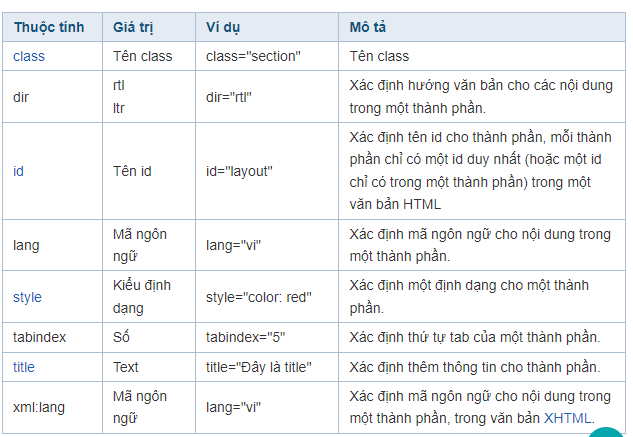 Thuộc tính Giá trị Ví dụ Mô tả
class Tên class class="section" Tên class
dir rtl
ltr dir="rtl" Xác định hướng văn bản cho các nội dung
trong một thành phần.
id Tên id id="layout" Xác định tên id cho thành phần, mỗi thành
phần chỉ có một id duy nhất (hoặc một id
chỉ có trong một thành phần) trong một
văn bản HTML
lang Mã ngôn
ngữ lang="vi" Xác định mã ngôn ngữ cho nội dung trong
một thành phần.
style Kiểu định
dạng style="color: red" Xác định một định dạng cho một thành
phần.
tabindex Số tabindex="5" Xác định thứ tự tab của một thành phần.
title Text title="Đây là title" Xác định thêm thông tin cho thành phần.
xml:lang Mã ngôn
ngữ lang="vi" Xác định mã ngôn ngữ cho nội dung trong
một thành phần, trong văn bản XHTML.